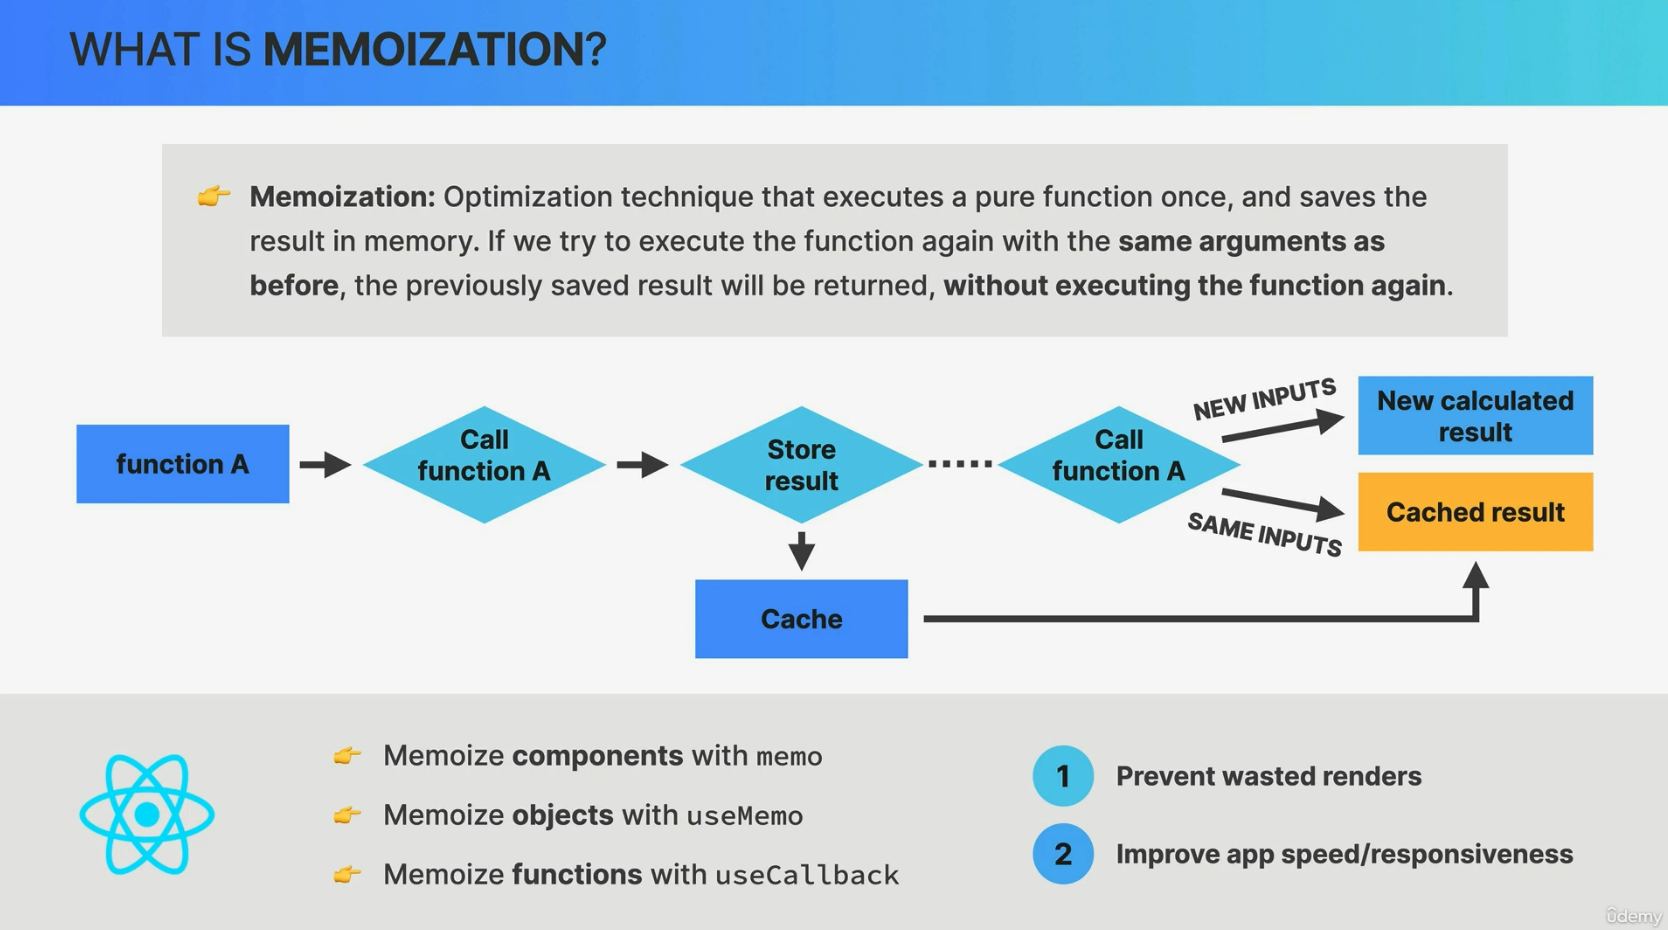 WHAT IS MEMOIZATION?
👉 Memoization: Optimization technique that executes a pure function once, and saves the
result in memory. If we try to execute the function again with the same arguments as
before, the previously saved result will be returned, without executing the function again.
function A
Call
function A
Store
result
Call
function A
NEW INPUTS
SAME INPUTS
New calculated
result
Cached result
Cache
👉 Memoize components with memo
👉 Memoize objects with useMemo
👉 Memoize functions with useCallback
1 Prevent wasted renders
2 Improve app speed/responsiveness
ûdemy